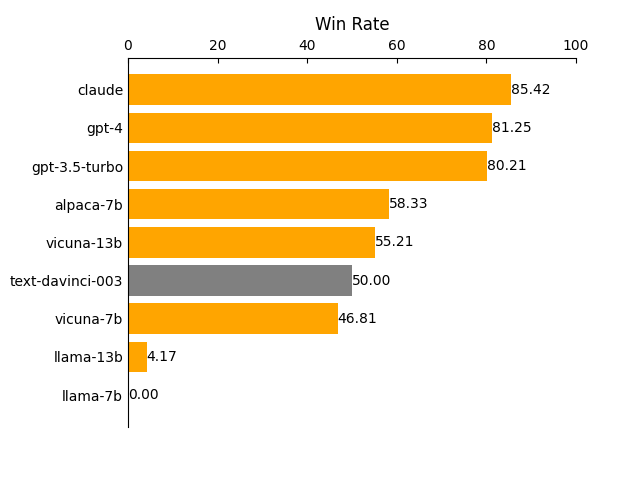 Win Rate
0 20 40 60 80 100
claude 85.42
gpt-4 81.25
gpt-3.5-turbo 80.21
alpaca-7b 58.33
vicuna-13b 55.21
text-davinci-003 50.00
vicuna-7b 46.81
llama-13b 4.17
llama-7b 0.00